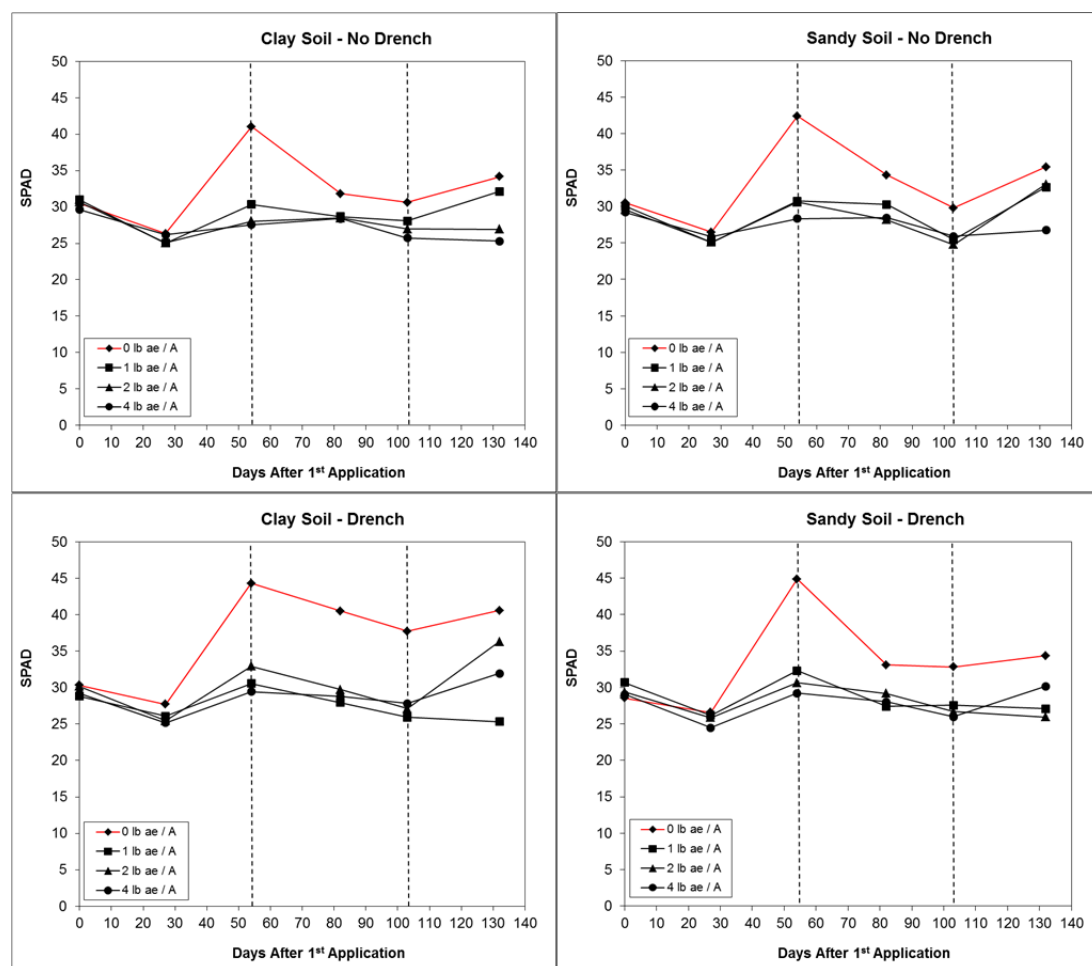 Clay Soil - No Drench
50
45
40
35
30
25
20
15
10
5
0
SPAD
0 lb ae / A
1 lb ae / A
2 lb ae / A
4 lb ae / A
0 10 20 30 40 50 60 70 80 90 100 110 120 130 140
Days After 1st Application
Sandy Soil - No Drench
50
45
40
35
30
25
20
15
10
5
0
SPAD
0 lb ae / A
1 lb ae / A
2 lb ae / A
4 lb ae / A
0 10 20 30 40 50 60 70 80 90 100 110 120 130 140
Days After 1st Application
Clay Soil - Drench
50
45
40
35
30
25
20
15
10
5
0
SPAD
0 lb ae / A
1 lb ae / A
2 lb ae / A
4 lb ae / A
0 10 20 30 40 50 60 70 80 90 100 110 120 130 140
Days After 1st Application
Sandy Soil - Drench
50
45
40
35
30
25
20
15
10
5
0
SPAD
0 lb ae / A
1 lb ae / A
2 lb ae / A
4 lb ae / A
0 10 20 30 40 50 60 70 80 90 100 110 120 130 140
Days After 1st Application